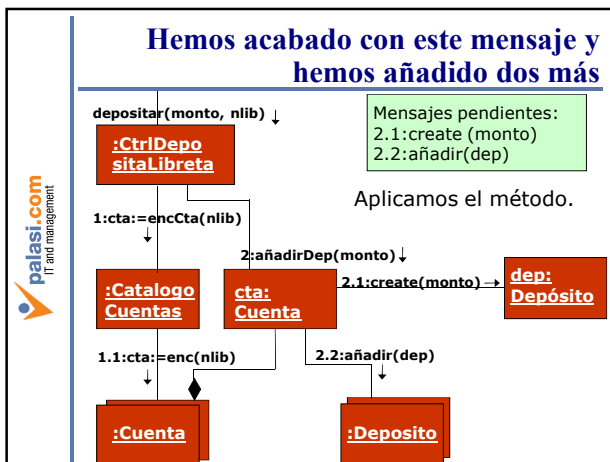 Hemos acabado con este mensaje y
hemos añadido dos más
depositar(monto, nlib)
Mensajes pendientes:
2.1:create (monto)
2.2:añadir(dep)
:CtrlDepo
sitaLibreta
Aplicamos el método.
1:cta:=encCta(nlib)
2:añadirDep(monto)
2.1:create(monto)
dep:
Depósito
:Catalogo
Cuentas
cta:
Cuenta
1.1:cta:=enc(nlib)
2.2:añadir(dep)
:Cuenta
:Deposito
palasi.com
IT and management